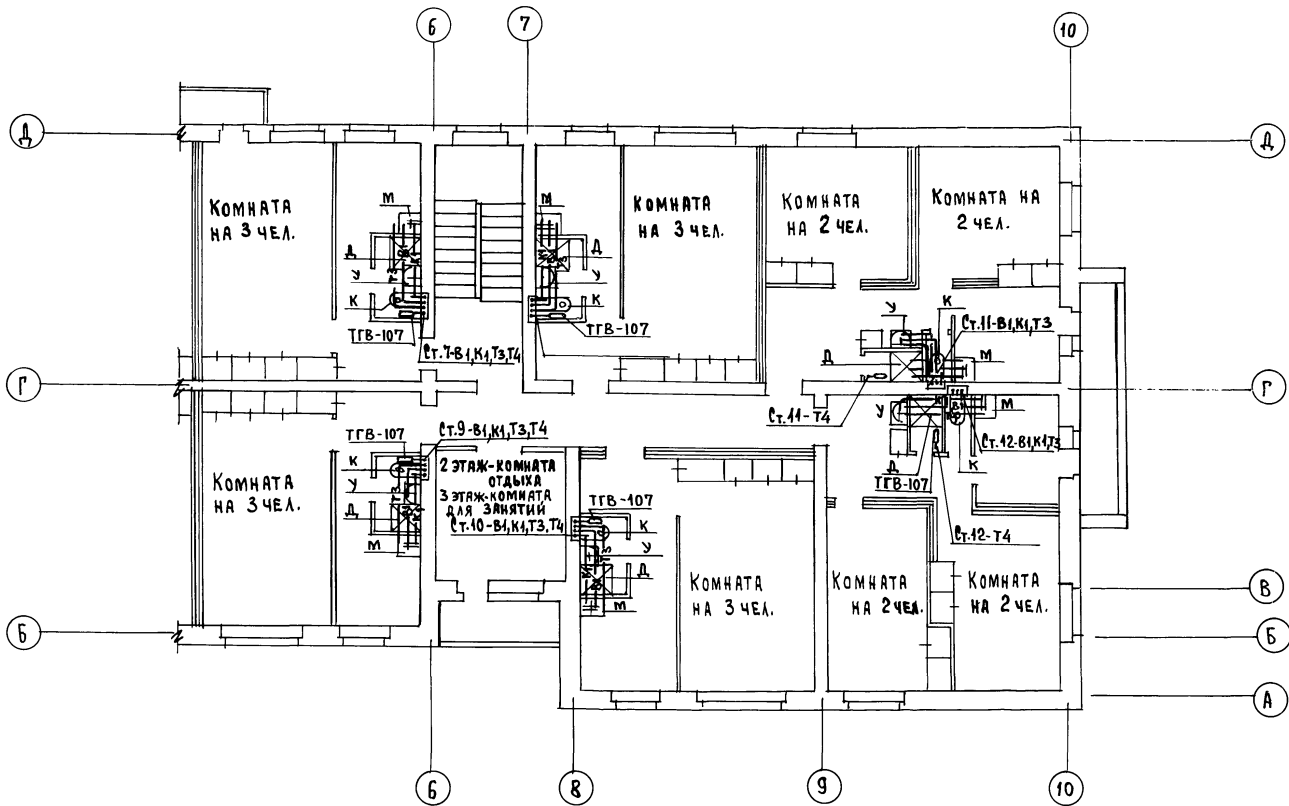 6
7
10
Д
Д
Комната
на 3 чел.
М
Д
У
К
Т3
ТГВ-107
Ст.7-В1,К1,Т3,Т4
М
Д
У
К
ТГВ-107
Комната
на 3 чел.
Комната
на 2 чел.
Комната на
2 чел.
У
К
Ст.11-В1,К1,Т3
Д
М
Г
Г
Ст.11-Т4
У
М
В1
Ст.12-В1,К1,Т3
К
Д
ТГВ-107
Ст.12-Т4
Комната
на 3 чел.
ТГВ-107
Ст.9-В1,К1,Т3,Т4
К
У
Т3
Д
М
2 этаж-комната
отдыха
3 этаж-комната
для занятий
Ст.10-В1,К1,Т3,Т4
ТГВ-107
К
У
Т3
Д
М
Комната
на 3 чел.
Комната
на 2 чел.
Комната
на 2 чел.
В
Б
Б
А
6
8
9
10